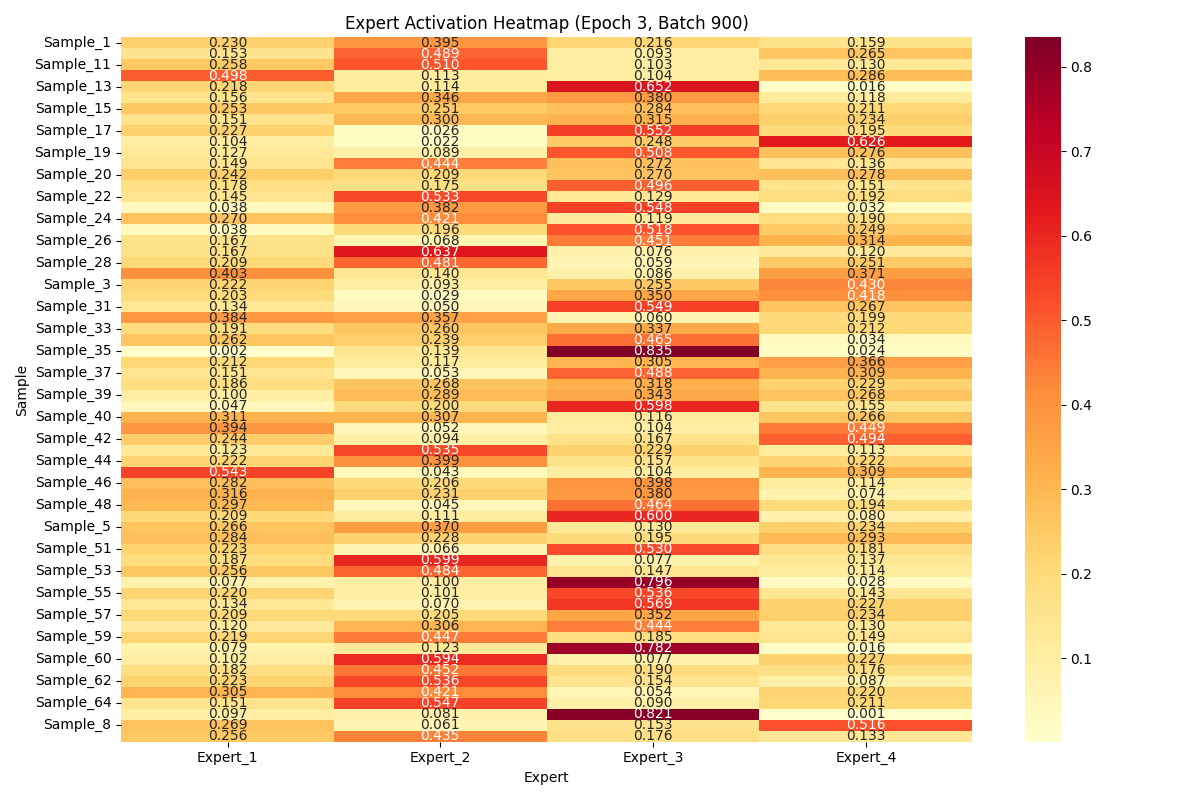 Expert Activation Heatmap (Epoch 3, Batch 900)
Sample_1 0.230 0.395 0.216 0.159
0.153 0.489 0.093 0.265
Sample_11 0.258 0.510 0.103 0.130
0.498 0.113 0.104 0.286
Sample_13 0.218 0.114 0.652 0.016
0.156 0.346 0.380 0.118
Sample_15 0.253 0.251 0.284 0.211
0.151 0.300 0.315 0.234
Sample_17 0.227 0.026 0.552 0.195
0.104 0.022 0.248 0.626
Sample_19 0.127 0.089 0.508 0.276
0.149 0.444 0.272 0.136
Sample_20 0.242 0.209 0.270 0.278
0.178 0.175 0.496 0.151
Sample_22 0.145 0.533 0.129 0.192
0.038 0.382 0.548 0.032
Sample_24 0.270 0.421 0.119 0.190
0.038 0.196 0.518 0.249
Sample_26 0.167 0.068 0.451 0.314
0.167 0.637 0.076 0.120
Sample_28 0.209 0.481 0.059 0.251
0.403 0.140 0.086 0.371
Sample_3 0.222 0.093 0.255 0.430
0.203 0.029 0.350 0.418
Sample_31 0.134 0.050 0.549 0.267
0.384 0.357 0.060 0.199
Sample_33 0.191 0.260 0.337 0.212
0.262 0.239 0.465 0.034
Sample_35 0.002 0.139 0.835 0.024
0.212 0.117 0.305 0.366
Sample_37 0.151 0.053 0.488 0.309
0.186 0.268 0.318 0.229
Sample_39 0.100 0.289 0.343 0.268
0.047 0.200 0.598 0.155
Sample_40 0.311 0.307 0.116 0.266
0.394 0.052 0.104 0.449
Sample_42 0.244 0.094 0.167 0.494
0.123 0.535 0.229 0.113
Sample_44 0.222 0.399 0.157 0.222
0.543 0.043 0.104 0.309
Sample_46 0.282 0.206 0.398 0.114
0.316 0.231 0.380 0.074
Sample_48 0.297 0.045 0.464 0.194
0.209 0.111 0.600 0.080
Sample_5 0.266 0.370 0.130 0.234
0.284 0.228 0.195 0.293
Sample_51 0.223 0.066 0.530 0.181
0.187 0.599 0.077 0.137
Sample_53 0.256 0.484 0.147 0.114
0.077 0.100 0.796 0.028
Sample_55 0.220 0.101 0.536 0.143
0.134 0.070 0.569 0.227
Sample_57 0.209 0.205 0.352 0.234
0.120 0.306 0.444 0.130
Sample_59 0.219 0.447 0.185 0.149
0.079 0.123 0.782 0.016
Sample_60 0.102 0.594 0.077 0.227
0.182 0.452 0.190 0.176
Sample_62 0.223 0.536 0.154 0.087
0.305 0.421 0.054 0.220
Sample_64 0.151 0.547 0.090 0.211
0.097 0.081 0.821 0.001
Sample_8 0.269 0.061 0.153 0.516
0.256 0.435 0.176 0.133
Expert_1 Expert_2 Expert_3 Expert_4
Expert
Sample
0.8
0.7
0.6
0.5
0.4
0.3
0.2
0.1